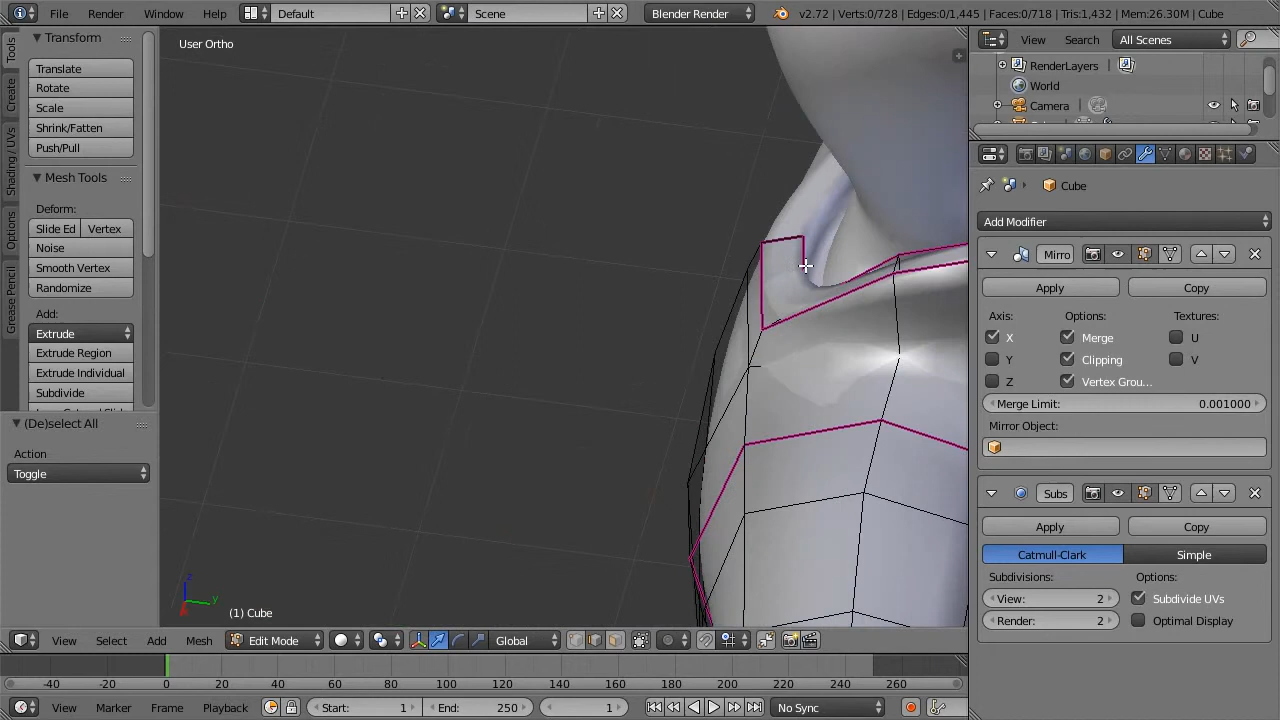 File Render Window Help Default Scene Blender Render v2.72 | Verts:0/728 | Edges:0/1,445 | Faces:0/718 | Tris:1,432 | Mem:26.30M | Cube
Tools
Create
Shading / UVs
Options
Grease Pencil
Transform
Translate
Rotate
Scale
Shrink/Fatten
Push/Pull
Mesh Tools
Deform:
Slide Ed Vertex
Noise
Smooth Vertex
Randomize
Add:
Extrude
Extrude Region
Extrude Individual
Subdivide
(De)select All
Action
Toggle
User Ortho
z
y
(1) Cube
View Search All Scenes
RenderLayers |
World
Camera |
Cube
Add Modifier
Mirro
Apply Copy
Axis: Options: Textures:
X Merge U
Y Clipping V
Z Vertex Grou...
Merge Limit: 0.001000
Mirror Object:
Subs
Apply Copy
Catmull-Clark Simple
Subdivisions: Options:
View: 2 Subdivide UVs
Render: 2 Optimal Display
View Select Add Mesh Edit Mode Global
-40 -20 0 20 40 60 80 100 120 140 160 180 200 220 240 260
View Marker Frame Playback Start: 1 End: 250 1 No Sync